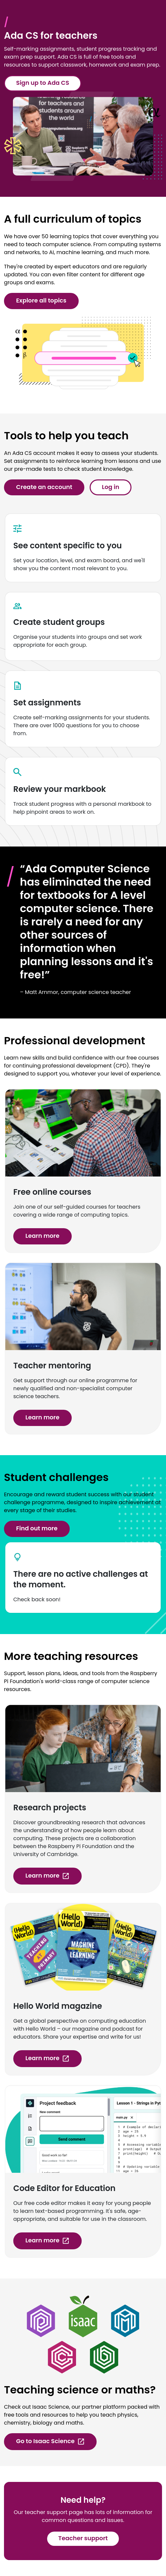 Ada CS for teachers
Self-marking assignments, student progress tracking and
exam prep support. Ada CS is full of free tools and
resources to support classwork, homework and exam prep.
Sign up to Ada CS
A full curriculum of topics
We have over 50 learning topics that cover everything you
need to teach computer science. From computing systems
and networks, to AI, machine learning, and much more.
They're created by expert educators and are regularly
updated. You can even filter content for different age
groups and exams.
Explore all topics
Tools to help you teach
An Ada CS account makes it easy to assess your students.
Set assignments to reinforce learning from lessons and use
our pre-made tests to check student knowledge.
Create an account
Log in
See content specific to you
Set your location, level, and exam board, and we'll
show you the content most relevant to you.
Create student groups
Organise your students into groups and set work
appropriate for each group.
Set assignments
Create self-marking assignments for your students.
There are over 1000 questions for you to choose
from.
Review your markbook
Track student progress with a personal markbook to
help pinpoint areas to work on.
“Ada Computer Science
has eliminated the need
for textbooks for A level
computer science. There
is rarely a need for any
other sources of
information when
planning lessons and it's
free!”
– Matt Ammor, computer science teacher
Professional development
Learn new skills and build confidence with our free courses
for continuing professional development (CPD). They're
designed to support you, whatever your level of experience.
Free online courses
Join one of our self-guided courses for teachers
covering a wide range of computing topics.
Learn more
Teacher mentoring
Get support through our online programme for
newly qualified and non-specialist computer
science teachers.
Learn more
Student challenges
Encourage and reward student success with our student
challenge programme, designed to inspire achievement at
every stage of their studies.
Find out more
There are no active challenges at
the moment.
Check back soon!
More teaching resources
Support, lesson plans, ideas, and tools from the Raspberry
Pi Foundation's world-class range of computer science
resources.
Research projects
Discover groundbreaking research that advances
the understanding of how people learn about
computing. These projects are a collaboration
between the Raspberry Pi Foundation and the
University of Cambridge.
Learn more
Hello World magazine
Get a global perspective on computing education
with Hello World – our magazine and podcast for
educators. Share your expertise and write for us!
Learn more
Project feedback
Send comment
Code Editor for Education
Our free code editor makes it easy for young people
to learn text-based programming. It's safe, age-
appropriate, and suitable for use in the classroom.
Learn more
isaac
Teaching science or maths?
Check out Isaac Science, our partner platform packed with
free tools and resources to help you teach physics,
chemistry, biology and maths.
Go to Isaac Science
Need help?
Our teacher support page has lots of information for
common questions and issues.
Teacher support